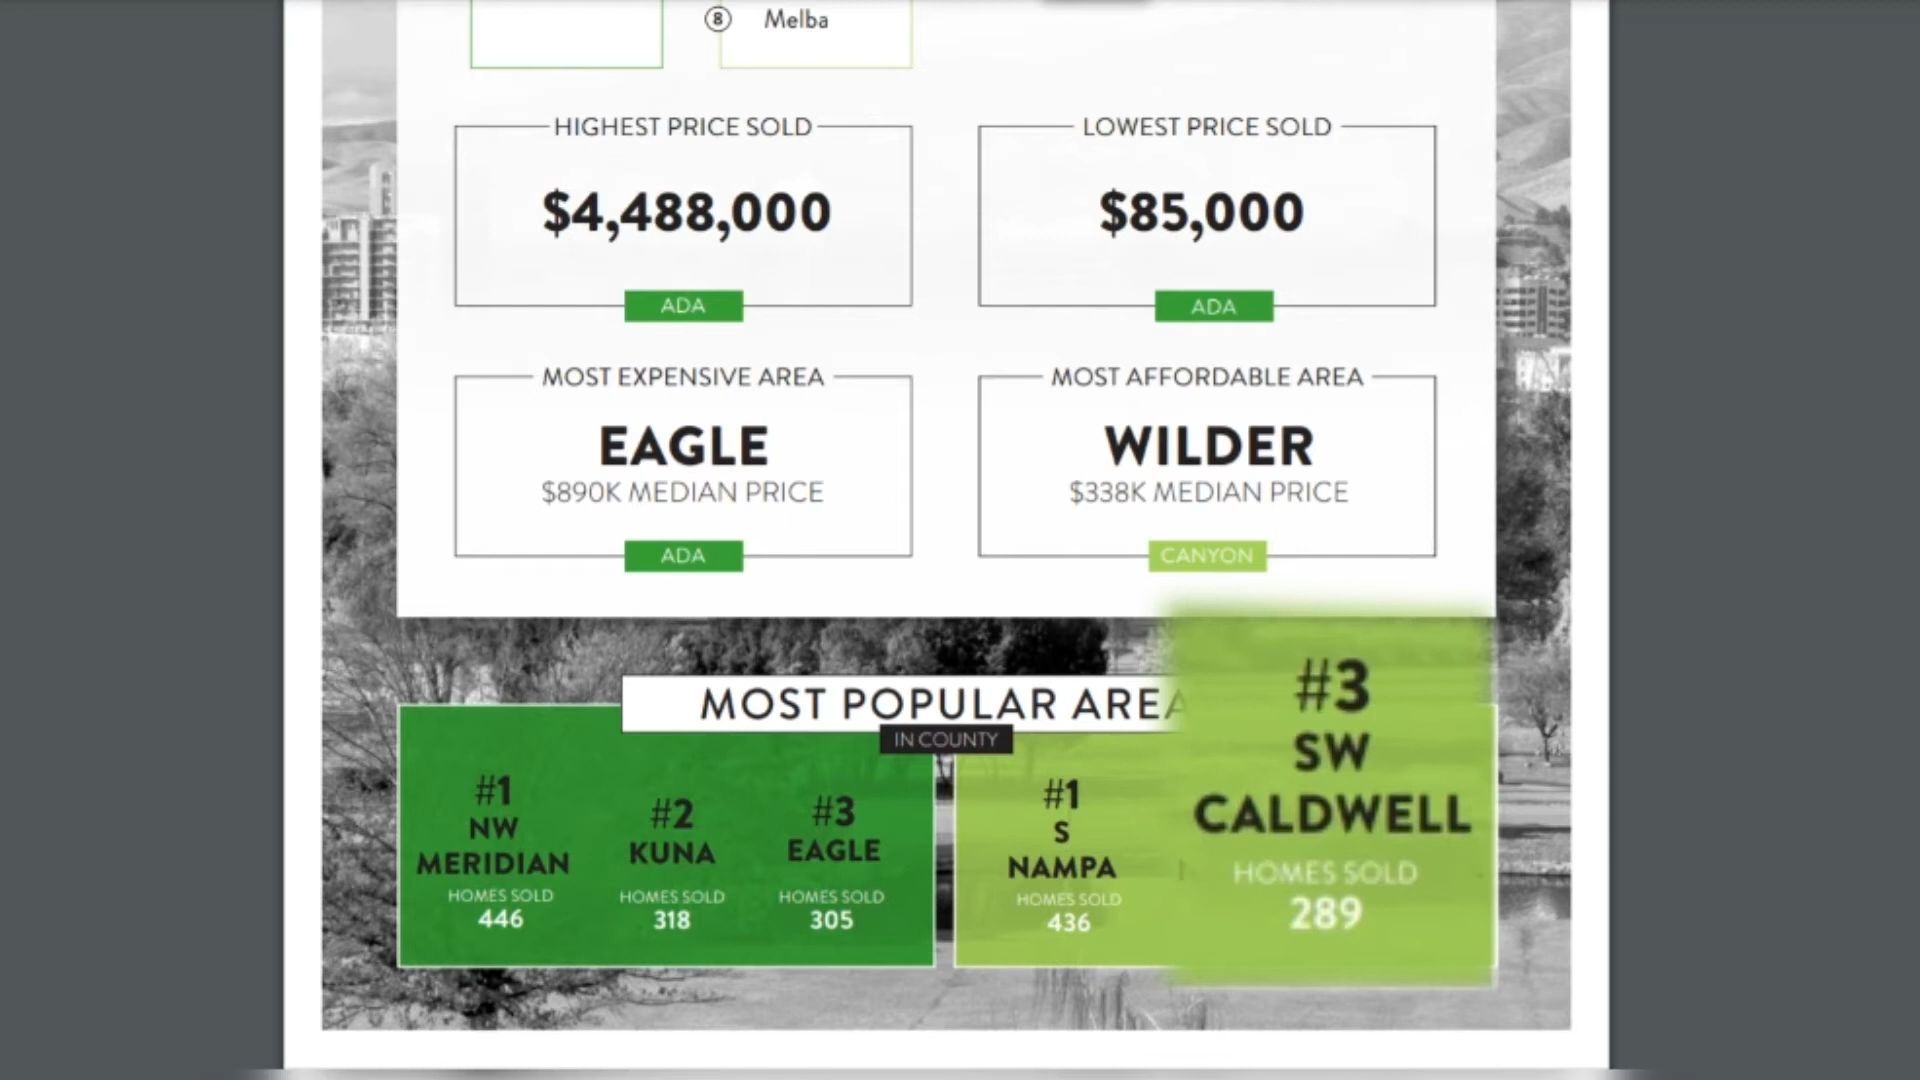 8 Melba
HIGHEST PRICE SOLD
$4,488,000
ADA
LOWEST PRICE SOLD
$85,000
ADA
MOST EXPENSIVE AREA
EAGLE
$890K MEDIAN PRICE
ADA
MOST AFFORDABLE AREA
WILDER
$338K MEDIAN PRICE
CANYON
MOST POPULAR AREA
IN COUNTY
#1
NW
MERIDIAN
HOMES SOLD
446
#2
KUNA
HOMES SOLD
318
#3
EAGLE
HOMES SOLD
305
#1
S
NAMPA
HOMES SOLD
436
#3
SW
CALDWELL
HOMES SOLD
289